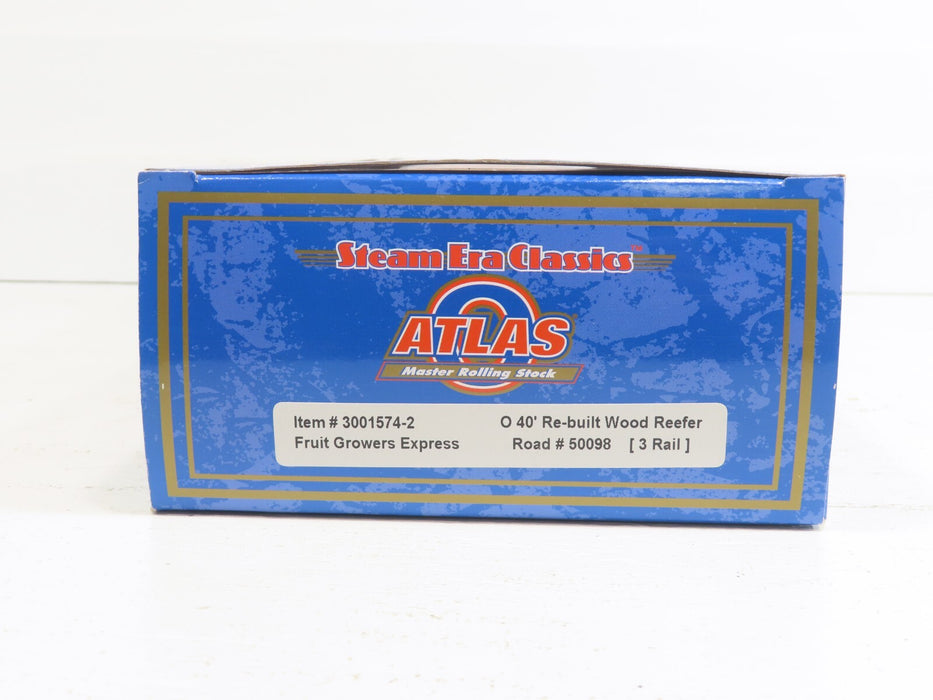 Steam Era Classics™
ATLAS
Master Rolling Stock
Item # 3001574-2 O 40' Re-built Wood Reefer
Fruit Growers Express Road # 50098 [ 3 Rail ]